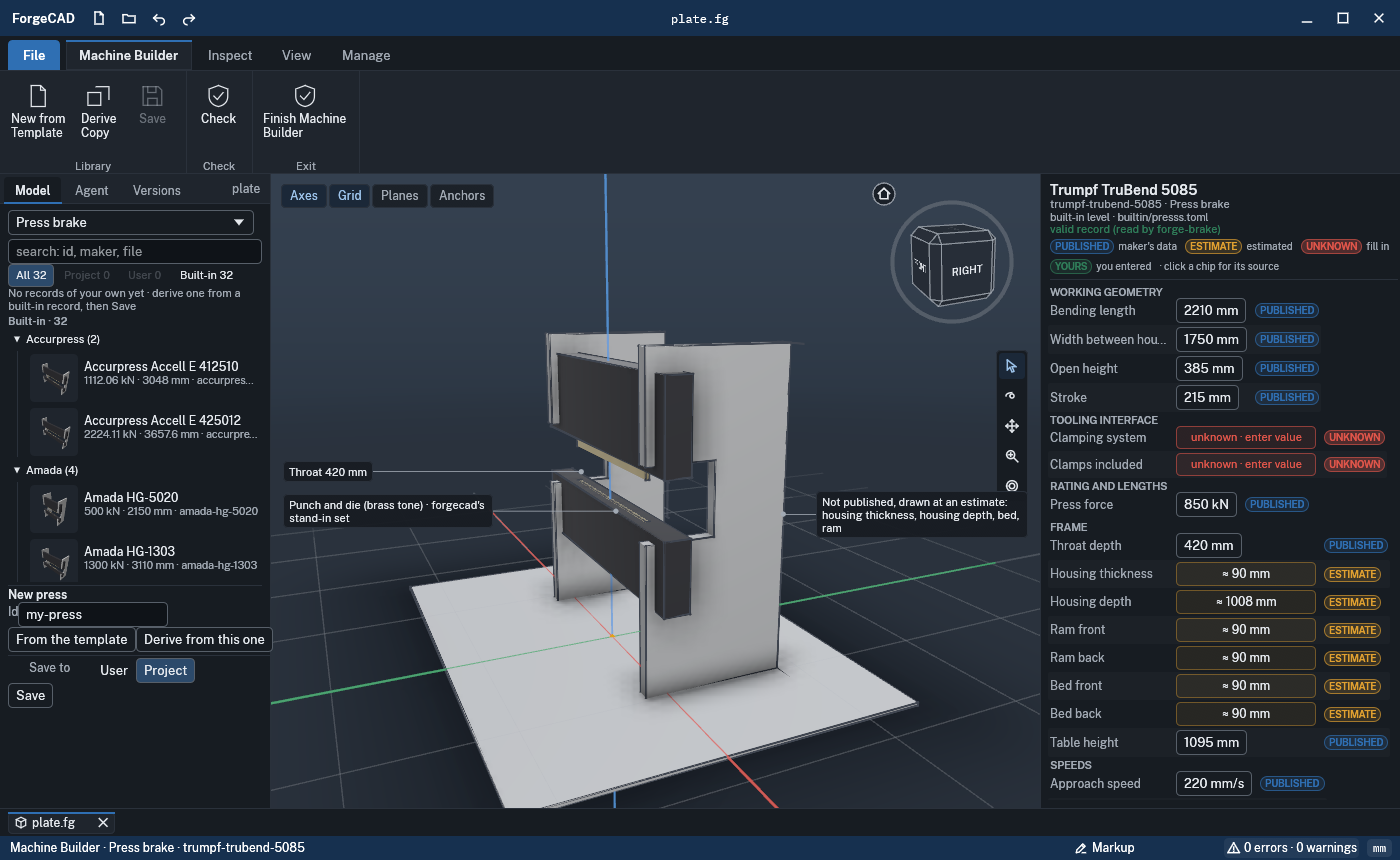 ForgeCAD
plate.fg
File
Machine Builder
Inspect
View
Manage
New from
Template
Derive
Copy
Save
Check
Finish Machine
Builder
Library
Check
Exit
Model
Agent
Versions
plate
Press brake
search: id, maker, file
All 32
Project 0
User 0
Built-in 32
No records of your own yet · derive one from a
built-in record, then Save
Built-in · 32
Accurpress (2)
Accurpress Accell E 412510
1112.06 kN · 3048 mm · accurpres...
Accurpress Accell E 425012
2224.11 kN · 3657.6 mm · accurpre...
Amada (4)
Amada HG-5020
500 kN · 2150 mm · amada-hg-5020
Amada HG-1303
1300 kN · 3110 mm · amada-hg-1303
New press
Id
my-press
From the template
Derive from this one
Save to
User
Project
Save
Axes
Grid
Planes
Anchors
RIGHT
Throat 420 mm
Punch and die (brass tone) · forgecad's
stand-in set
Not published, drawn at an estimate:
housing thickness, housing depth, bed,
ram
Trumpf TruBend 5085
trumpf-trubend-5085 · Press brake
built-in level · builtin/presss.toml
valid record (read by forge-brake)
PUBLISHED maker's data ESTIMATE estimated UNKNOWN fill in
YOURS you entered · click a chip for its source
WORKING GEOMETRY
Bending length 2210 mm PUBLISHED
Width between hou... 1750 mm PUBLISHED
Open height 385 mm PUBLISHED
Stroke 215 mm PUBLISHED
TOOLING INTERFACE
Clamping system unknown · enter value UNKNOWN
Clamps included unknown · enter value UNKNOWN
RATING AND LENGTHS
Press force 850 kN PUBLISHED
FRAME
Throat depth 420 mm PUBLISHED
Housing thickness ≈ 90 mm ESTIMATE
Housing depth ≈ 1008 mm ESTIMATE
Ram front ≈ 90 mm ESTIMATE
Ram back ≈ 90 mm ESTIMATE
Bed front ≈ 90 mm ESTIMATE
Bed back ≈ 90 mm ESTIMATE
Table height 1095 mm PUBLISHED
SPEEDS
Approach speed 220 mm/s PUBLISHED
plate.fg
Machine Builder · Press brake · trumpf-trubend-5085
Markup
0 errors · 0 warnings
mm